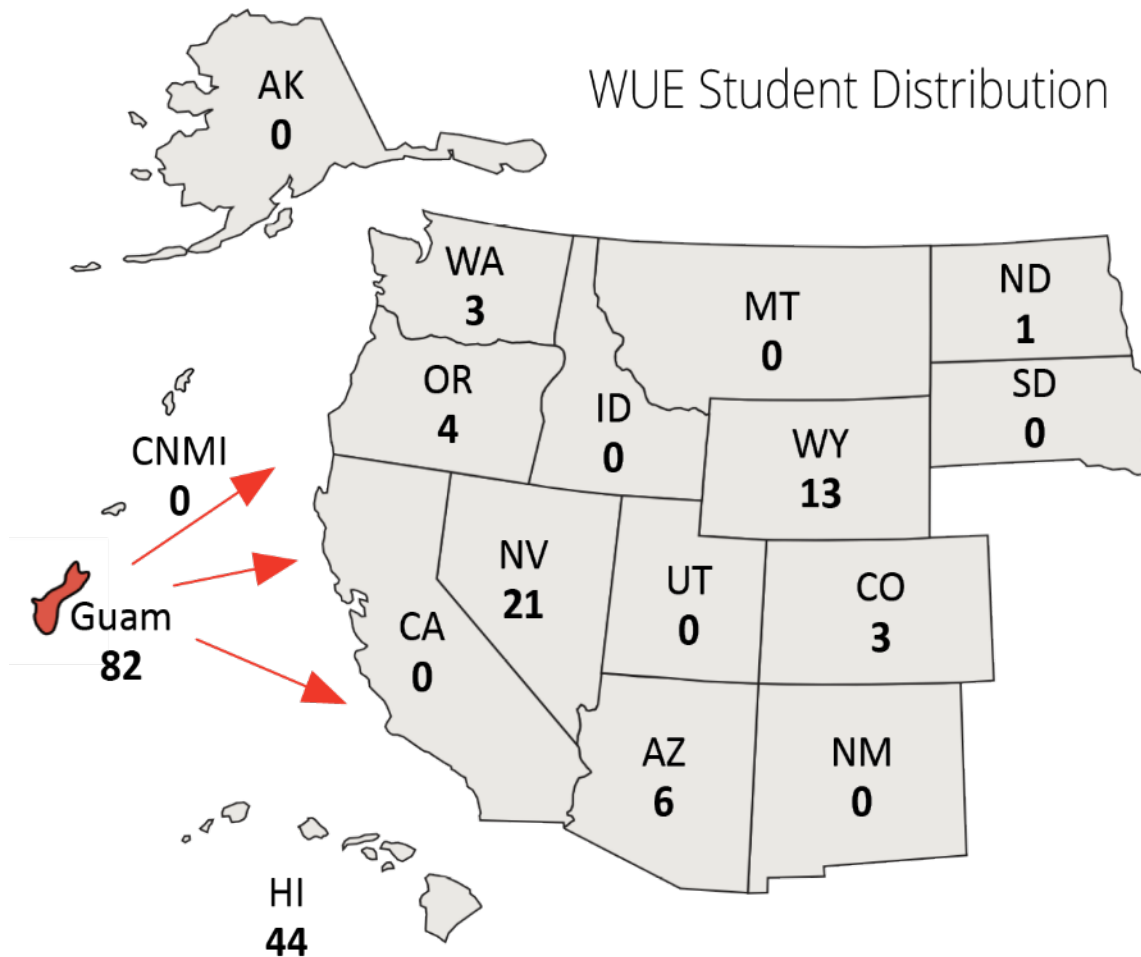 WUE Student Distribution
AK
0
WA
3
MT
0
ND
1
OR
4
ID
0
SD
0
WY
13
CNMI
0
NV
21
UT
0
CO
3
Guam
82
CA
0
AZ
6
NM
0
HI
44